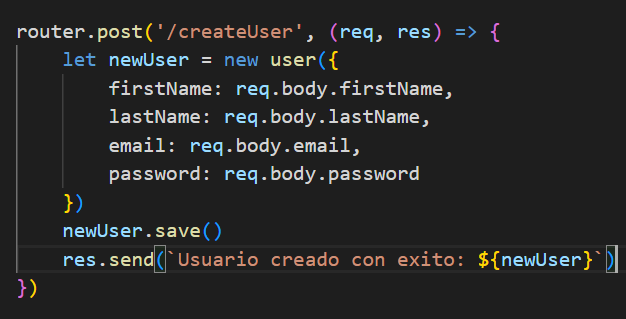 router.post('/createUser', (req, res) => {
    let newUser = new user({
        firstName: req.body.firstName,
        lastName: req.body.lastName,
        email: req.body.email,
        password: req.body.password
    })
    newUser.save()
    res.send(`Usuario creado con exito: ${newUser}`)
})